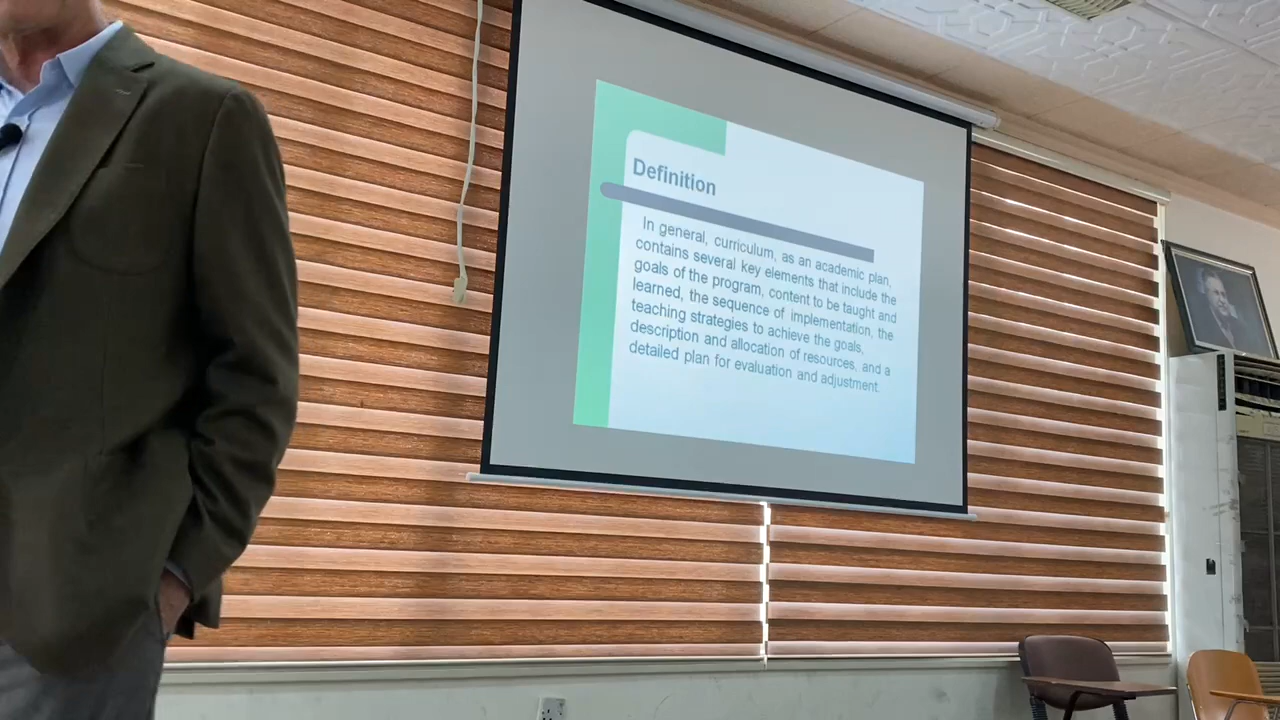 Definition
In general, curriculum, as an academic plan,
contains several key elements that include the
goals of the program, content to be taught and
learned, the sequence of implementation, the
teaching strategies to achieve the goals,
description and allocation of resources, and a
detailed plan for evaluation and adjustment.